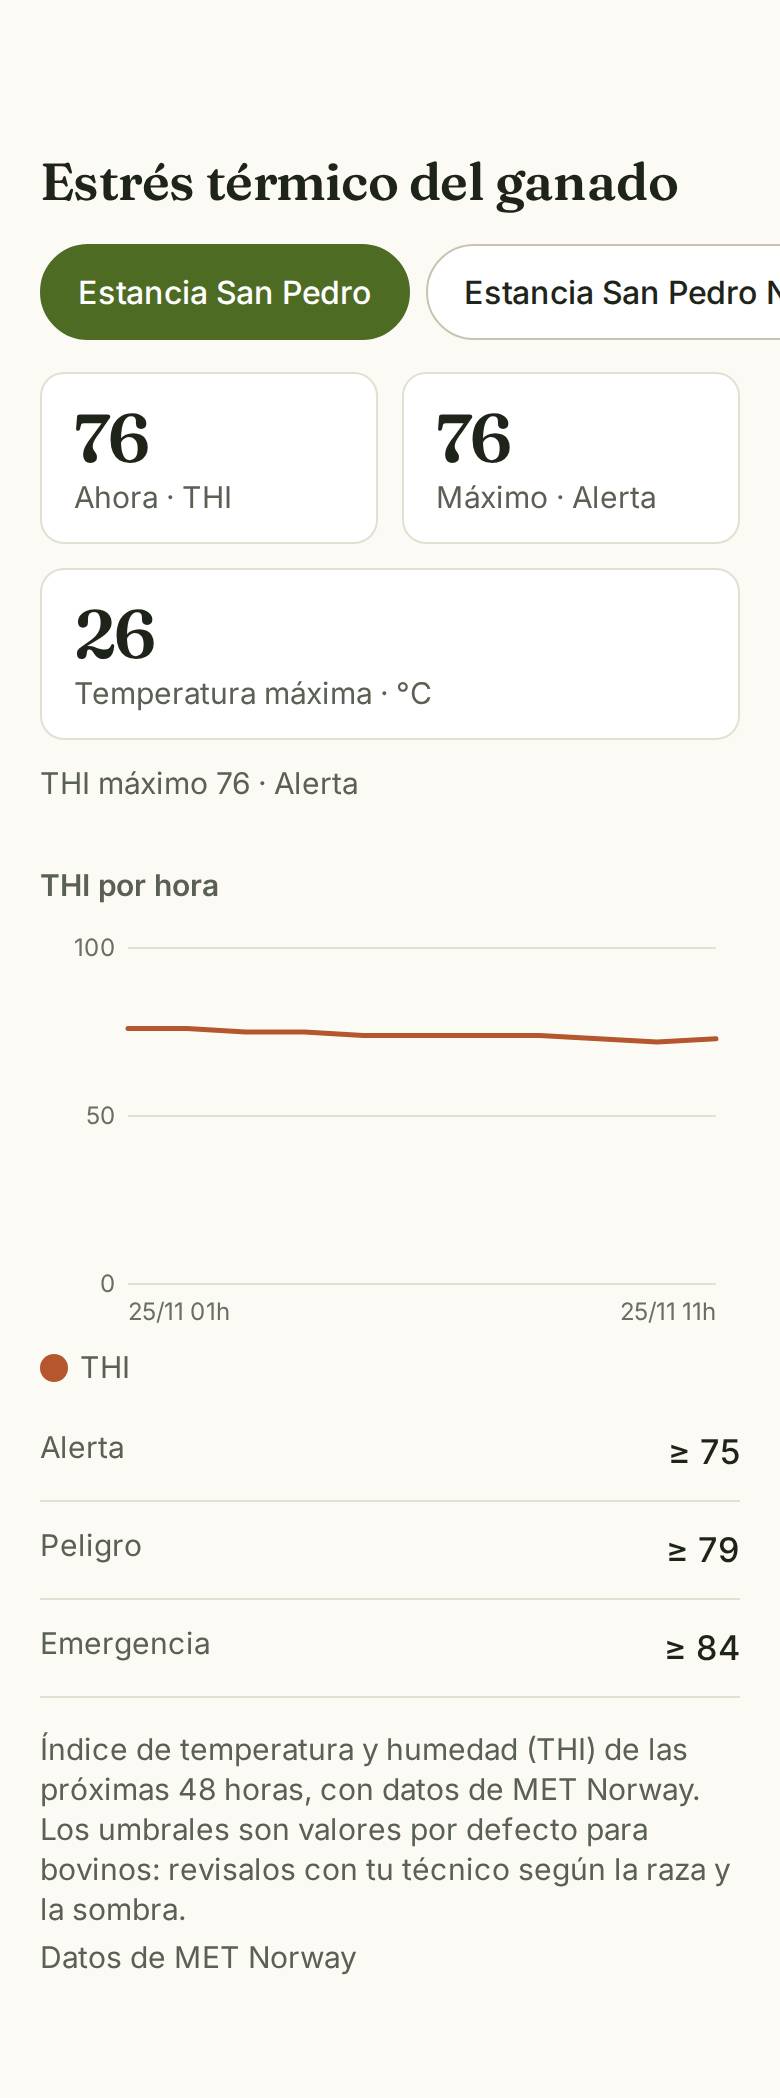 Estrés térmico del ganado
Estancia San Pedro
Estancia San Pedro
76
Ahora · THI
76
Máximo · Alerta
26
Temperatura máxima · °C
THI máximo 76 · Alerta
THI por hora
100
50
0
25/11 01h
25/11 11h
THI
Alerta
≥ 75
Peligro
≥ 79
Emergencia
≥ 84
Índice de temperatura y humedad (THI) de las
próximas 48 horas, con datos de MET Norway.
Los umbrales son valores por defecto para
bovinos: revisalos con tu técnico según la raza y
la sombra.
Datos de MET Norway